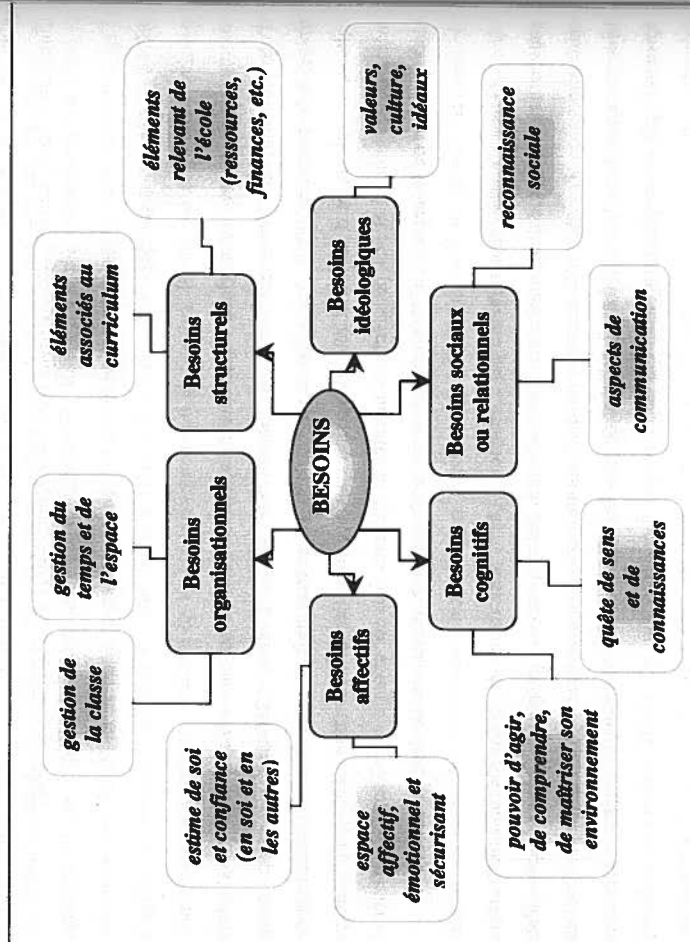 gestion de
la classe
gestion du
temps et de
l'espace
éléments
associés au
curriculum
éléments
relevant de
l'école
(ressources,
finances, etc.)
Besoins
organisationnels
Besoins
structurels
estime de soi
et confiance
(en soi et en
les autres)
Besoins
affectifs
BESOINS
Besoins
idéologiques
valeurs,
culture,
idéaux
espace
affectif,
émotionnel et
sécurisant
Besoins
cognitifs
Besoins sociaux
ou relationnels
pouvoir d'agir,
de comprendre,
de maîtriser son
environnement
quête de sens
et de
connaissances
aspects de
communication
reconnaissance
sociale